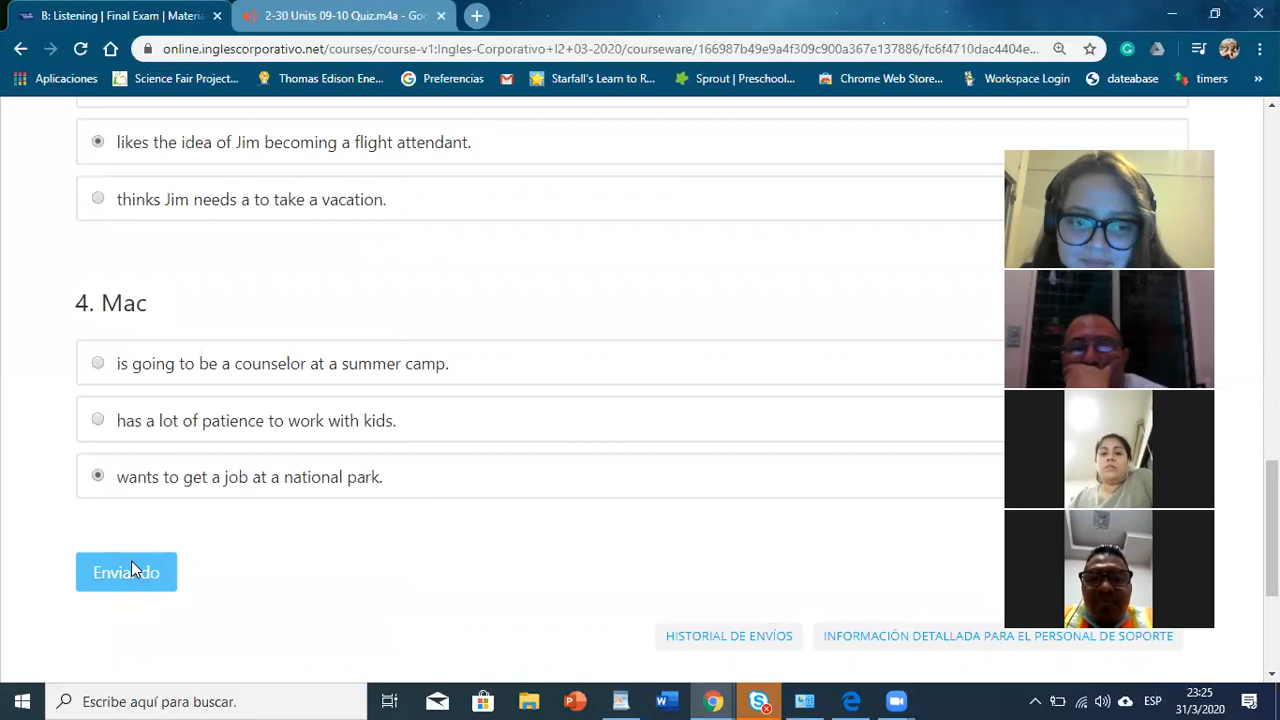 B: Listening | Final Exam | Materia
2-30 Units 09-10 Quiz.m4a - Goo
online.inglescorporativo.net/courses/course-v1:Ingles-Corporativo+I2+03-2020/courseware/166987b49e9a4f309c900a367e137886/fc6f4710dac4404e...
Aplicaciones
Science Fair Project...
Thomas Edison Ene...
Preferencias
Starfall's Learn to R...
Sprout | Preschool...
Chrome Web Store...
Workspace Login
dateabase
timers
likes the idea of Jim becoming a flight attendant.
thinks Jim needs a to take a vacation.
4. Mac
is going to be a counselor at a summer camp.
has a lot of patience to work with kids.
wants to get a job at a national park.
Enviando
HISTORIAL DE ENVÍOS
INFORMACIÓN DETALLADA PARA EL PERSONAL DE SOPORTE
Escribe aquí para buscar.
ESP
23:25
31/3/2020